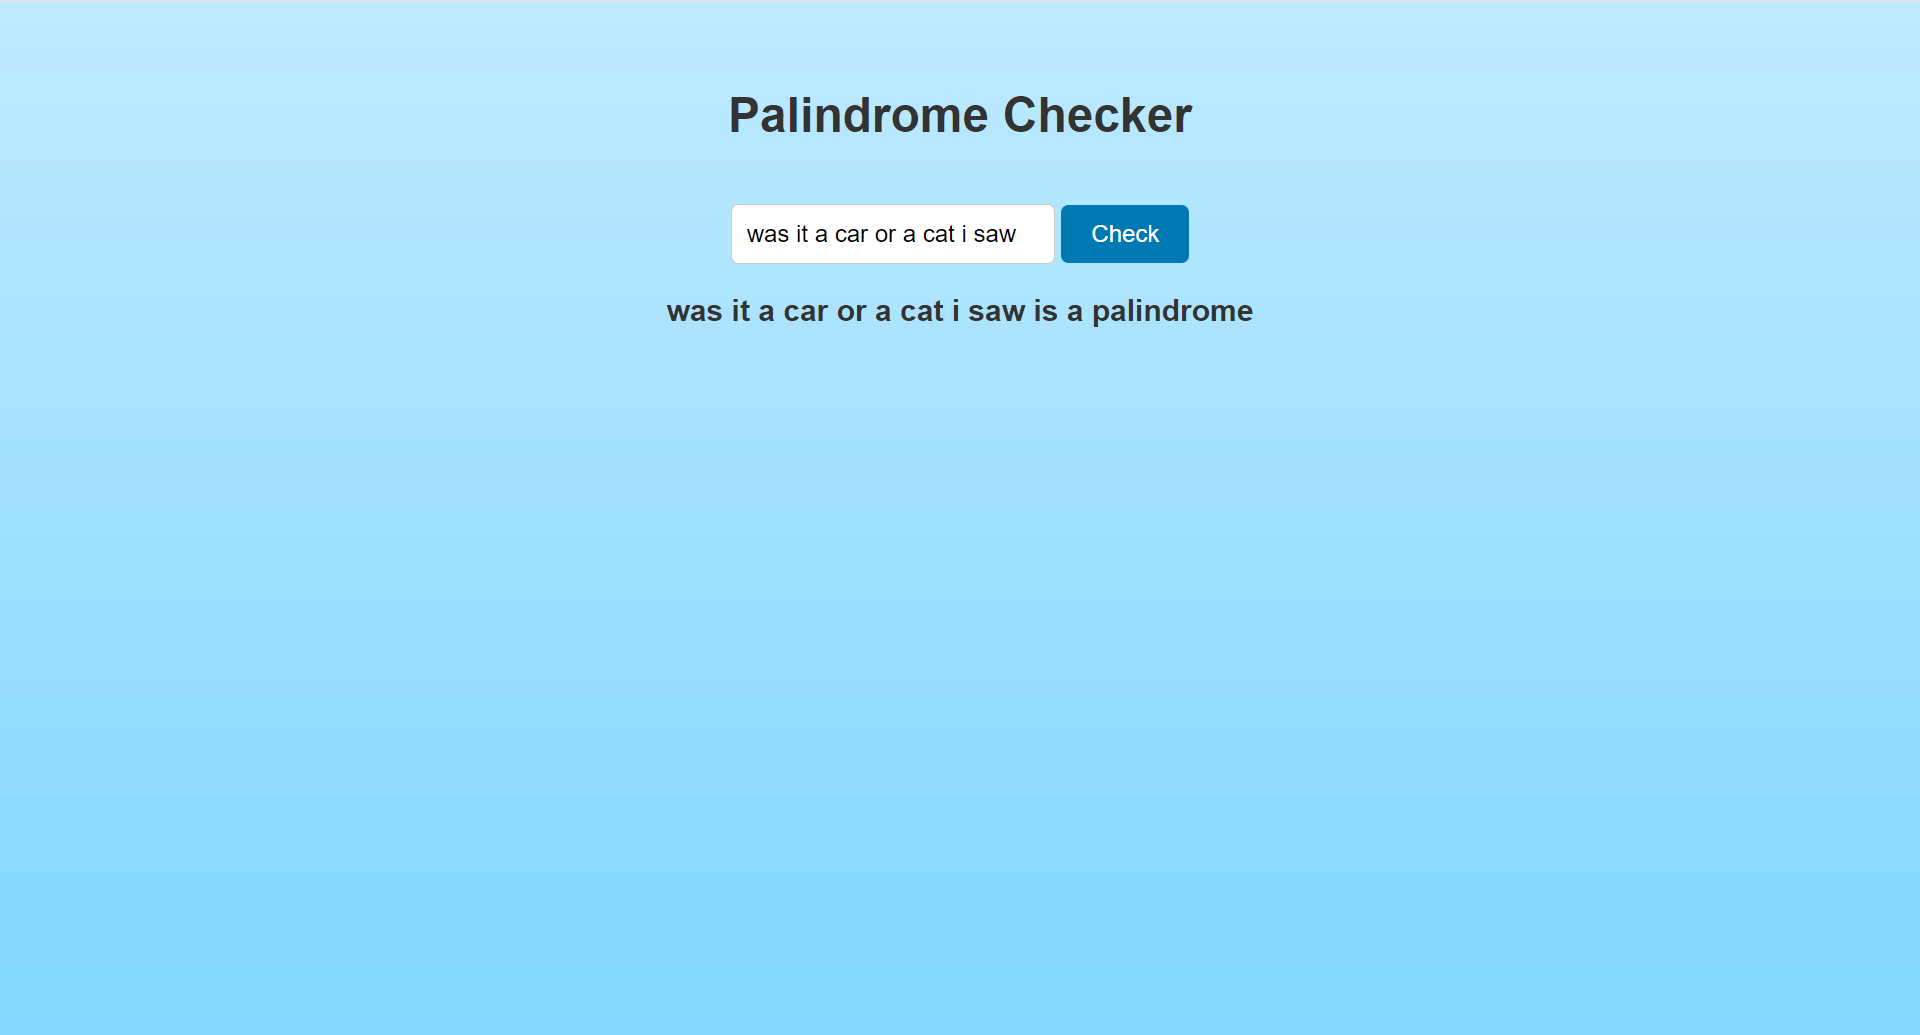 Palindrome Checker
was it a car or a cat i saw Check
was it a car or a cat i saw is a palindrome